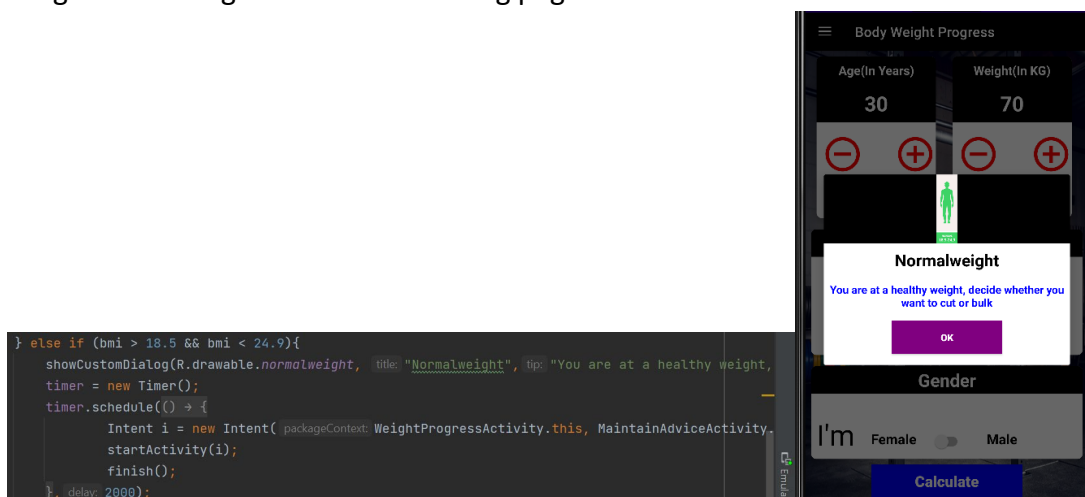 } else if (bmi > 18.5 && bmi < 24.9){
showCustomDialog(R.drawable.normalweight, title: "Normalweight", tip: "You are at a healthy weight,
timer = new Timer();
timer.schedule(() → {
Intent i = new Intent( packageContext: WeightProgressActivity.this, MaintainAdviceActivity.
startActivity(i);
finish();
}, delay: 2000);
Emula
Body Weight Progress
Age(In Years) Weight(In KG)
30 70
Normalweight
You are at a healthy weight, decide whether you
want to cut or bulk
OK
Gender
I'm Female Male
Calculate